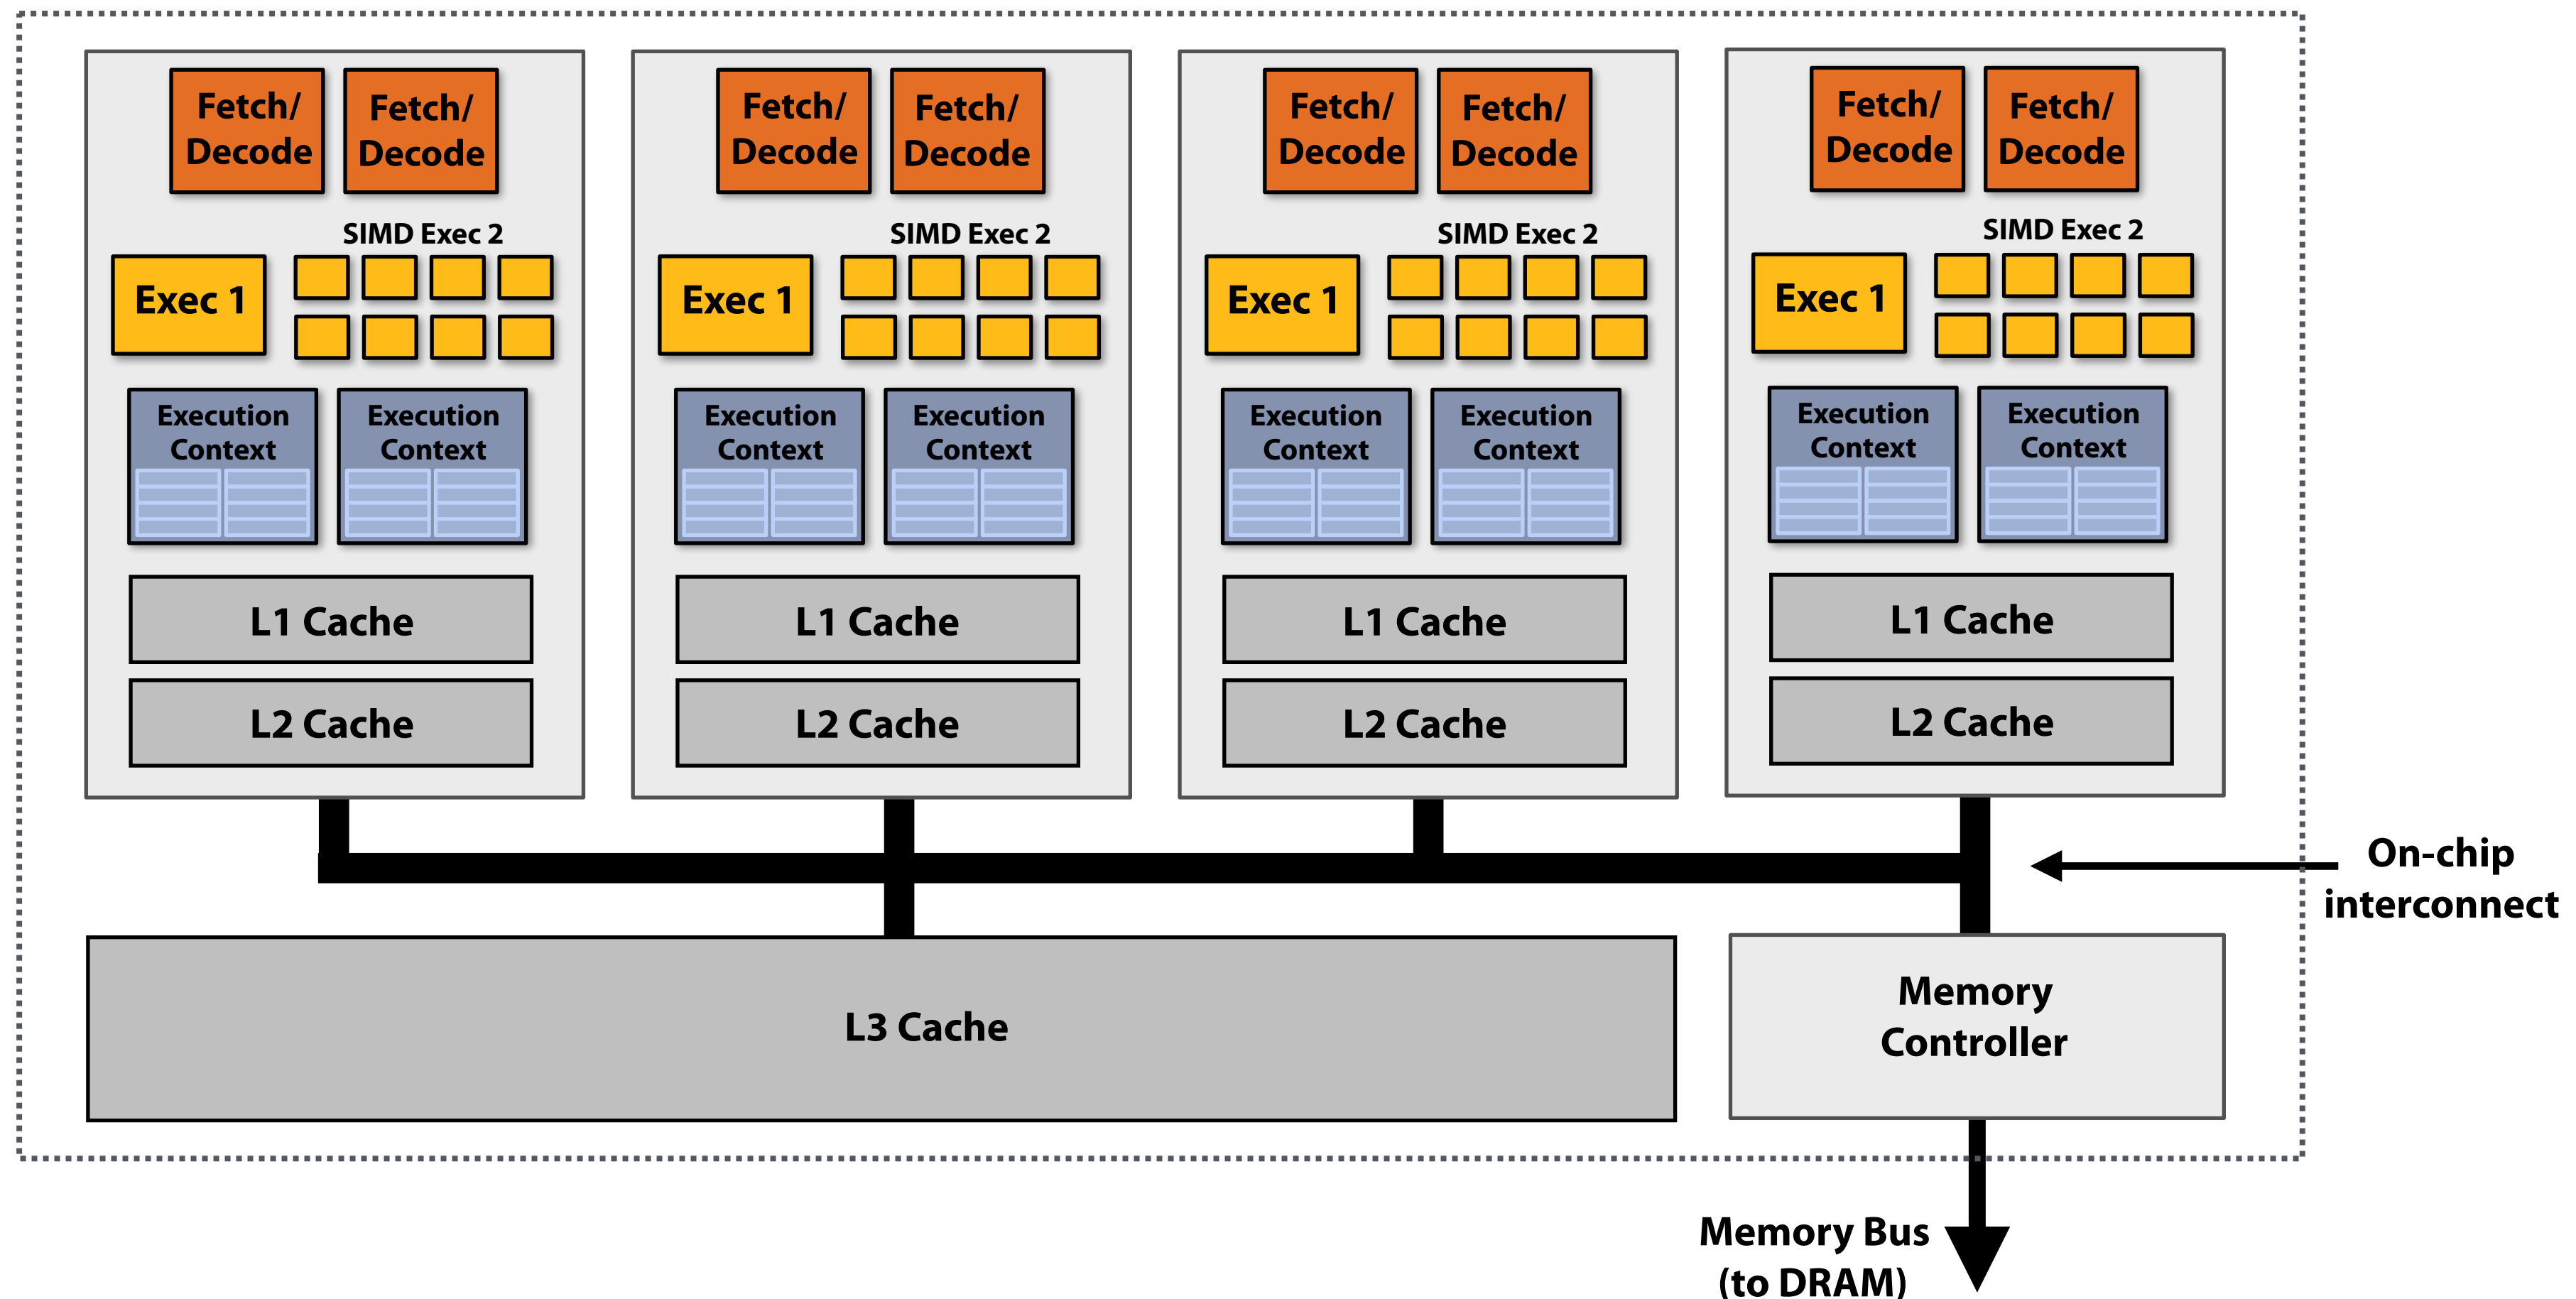 Fetch/
Decode
Fetch/
Decode
SIMD Exec 2
Exec 1
Execution
Context
Execution
Context
L1 Cache
L2 Cache
Fetch/
Decode
Fetch/
Decode
SIMD Exec 2
Exec 1
Execution
Context
Execution
Context
L1 Cache
L2 Cache
Fetch/
Decode
Fetch/
Decode
SIMD Exec 2
Exec 1
Execution
Context
Execution
Context
L1 Cache
L2 Cache
Fetch/
Decode
Fetch/
Decode
SIMD Exec 2
Exec 1
Execution
Context
Execution
Context
L1 Cache
L2 Cache
On-chip
interconnect
L3 Cache
Memory
Controller
Memory Bus
(to DRAM)